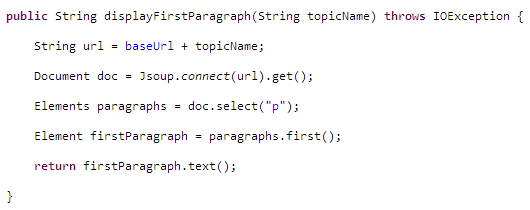 public String displayFirstParagraph(String topicName) throws IOException {
String url = baseUrl + topicName;
Document doc = Jsoup.connect(url).get();
Elements paragraphs = doc.select("p");
Element firstParagraph = paragraphs.first();
return firstParagraph.text();
}